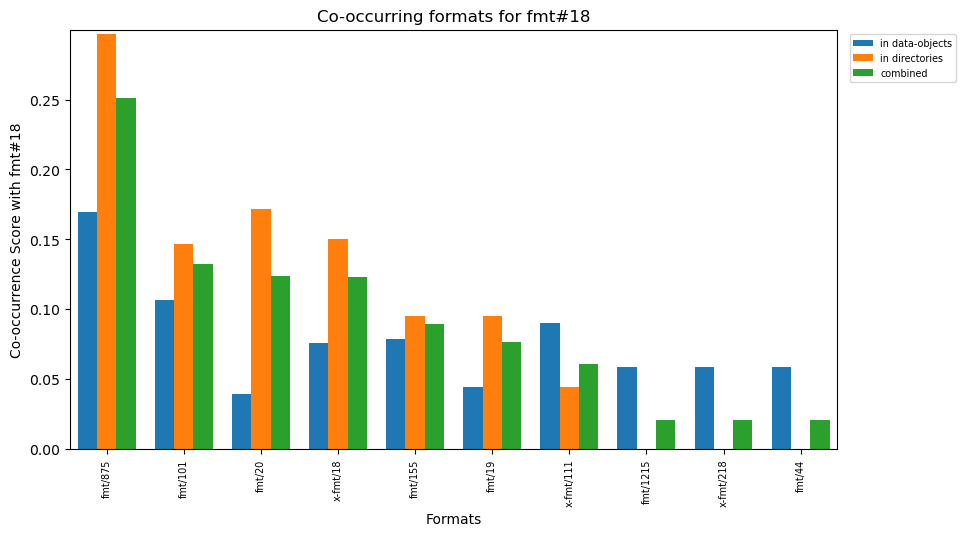 Co-occurring formats for fmt#18
in data-objects
in directories
combined
Co-occurrence Score with fmt#18
0.25
0.20
0.15
0.10
0.05
0.00
fmt/875
fmt/101
fmt/20
x-fmt/18
fmt/155
fmt/19
x-fmt/111
fmt/1215
x-fmt/218
fmt/44
Formats